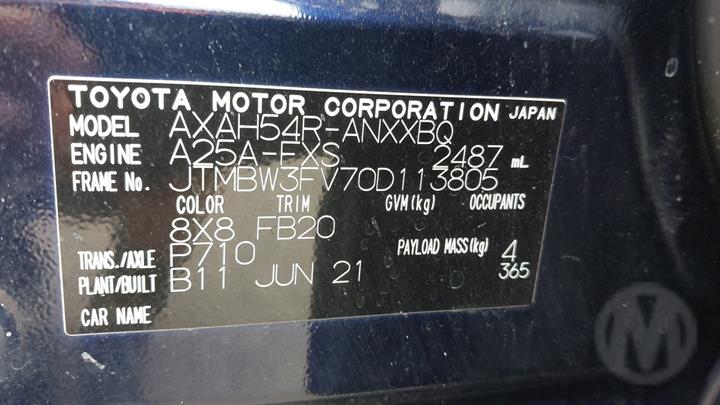 TOYOTA MOTOR CORPORATION JAPAN
MODEL AXAH54R-ANXXBQ
ENGINE A25A-FXS 2487 mL
FRAME No. JTMBW3FV70D113805
COLOR TRIM GVM(kg) OCCUPANTS
8X8 FB20
TRANS./AXLE P710 PAYLOAD MASS(kg) 4
PLANT/BUILT B11 JUN 21 365
CAR NAME
M